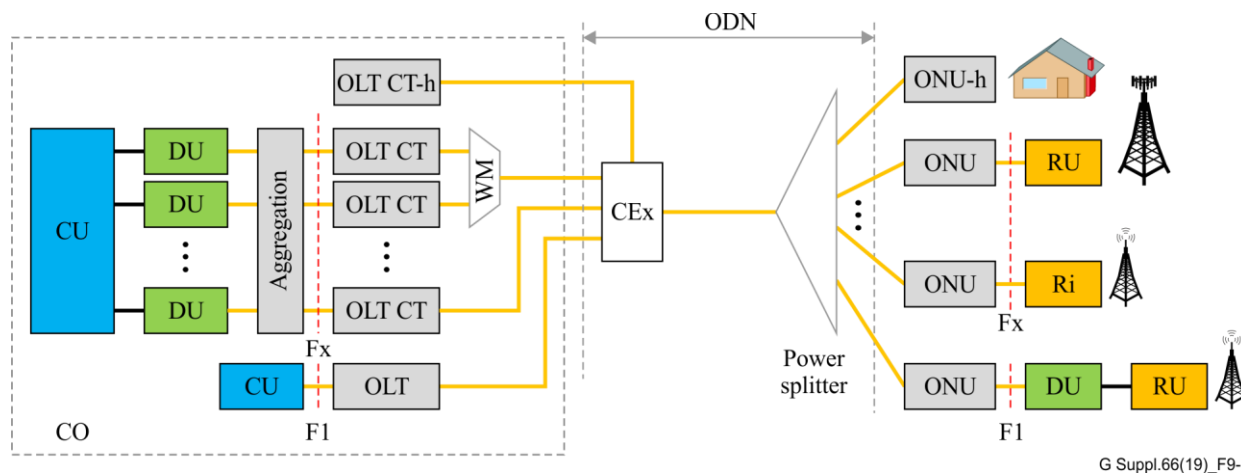 ODN
OLT CT-h
ONU-h
DU
OLT CT
ONU
RU
DU
OLT CT
WM
CU
Aggregation
CEx
DU
OLT CT
ONU
Ri
Fx
Fx
CU
OLT
Power
splitter
ONU
DU
RU
CO
F1
F1
G Suppl.66(19)_F9-